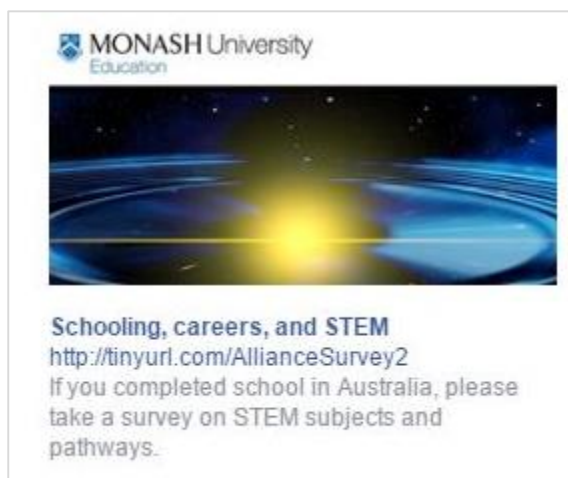 MONASH University
Education
Schooling, careers, and STEM
http://tinyurl.com/AllianceSurvey2
If you completed school in Australia, please
take a survey on STEM subjects and
pathways.